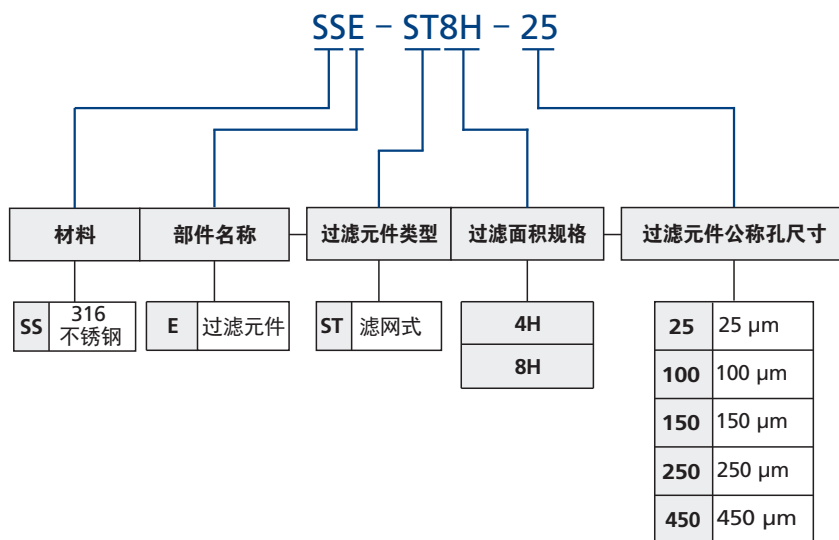 SSE – ST8H – 25
材料
部件名称
过滤元件类型
过滤面积规格
过滤元件公称孔尺寸
SS
316
不锈钢
E
过滤元件
ST
滤网式
4H
8H
25
25 μm
100
100 μm
150
150 μm
250
250 μm
450
450 μm